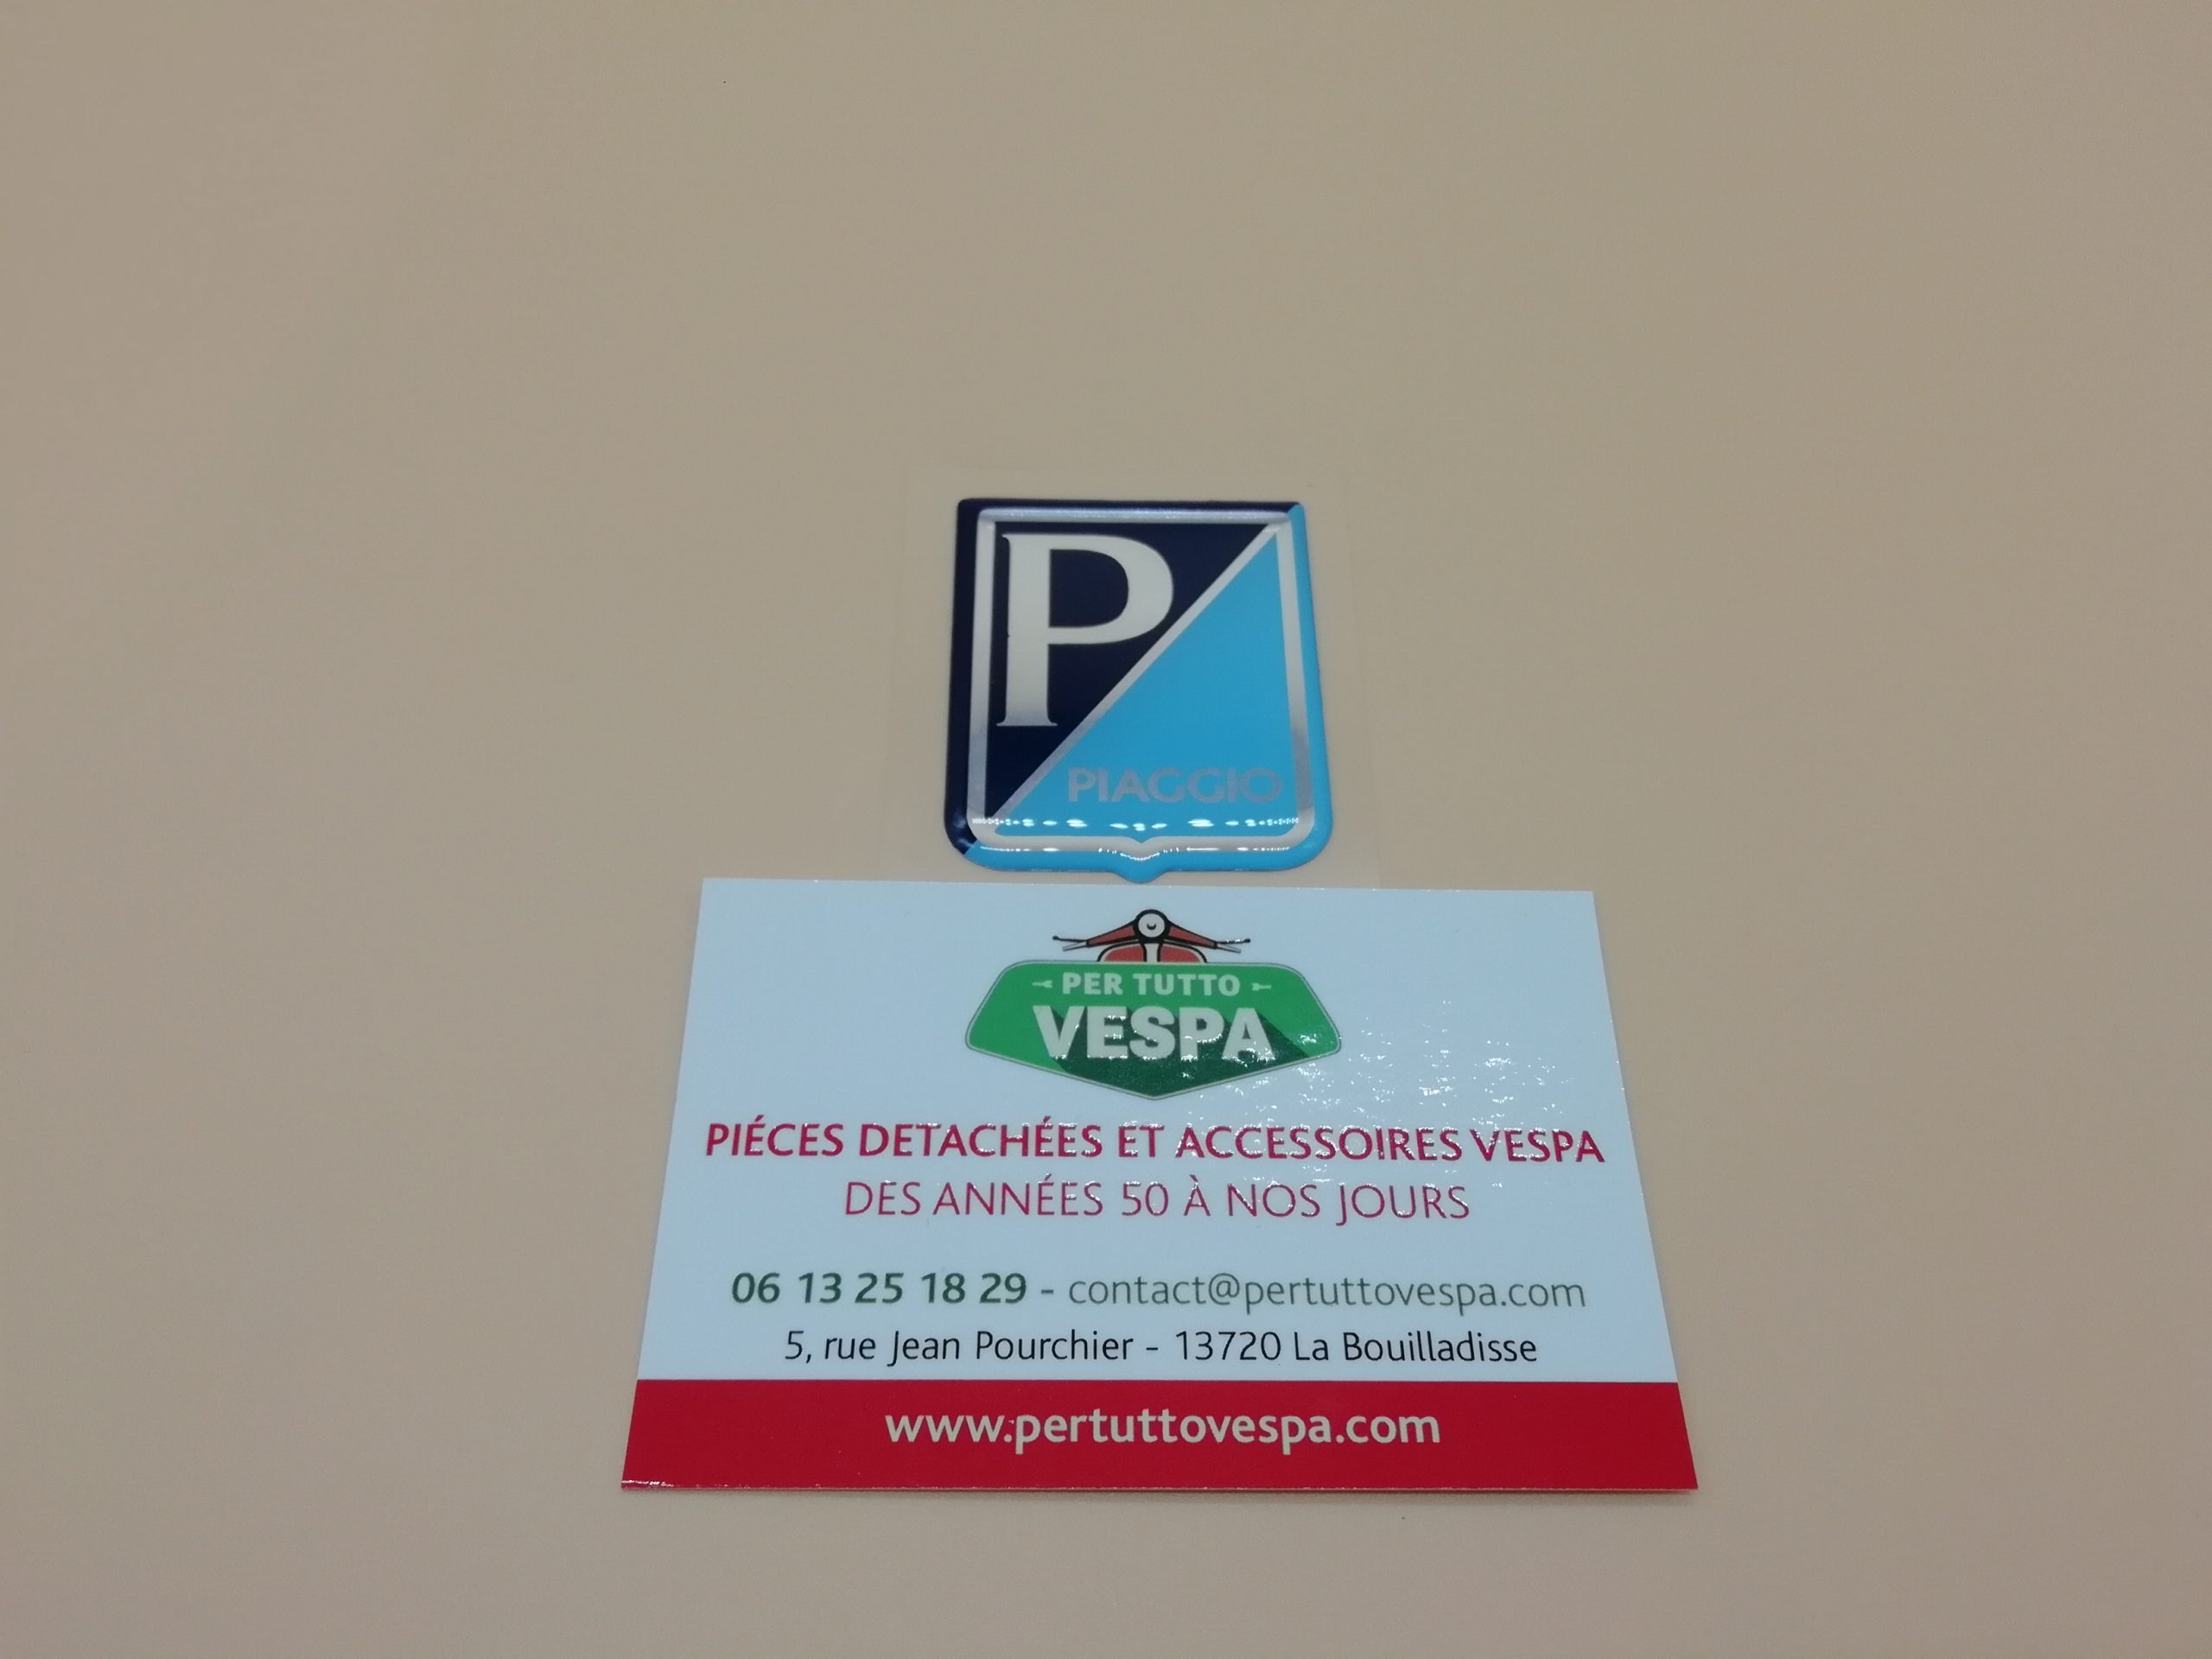 P
PIAGGIO
PER TUTTO
VESPA
PIÉCES DETACHÉES ET ACCESSOIRES VESPA
DES ANNÉES 50 À NOS JOURS
06 13 25 18 29 - contact@pertuttovespa.com
5, rue Jean Pourchier - 13720 La Bouilladisse
www.pertuttovespa.com